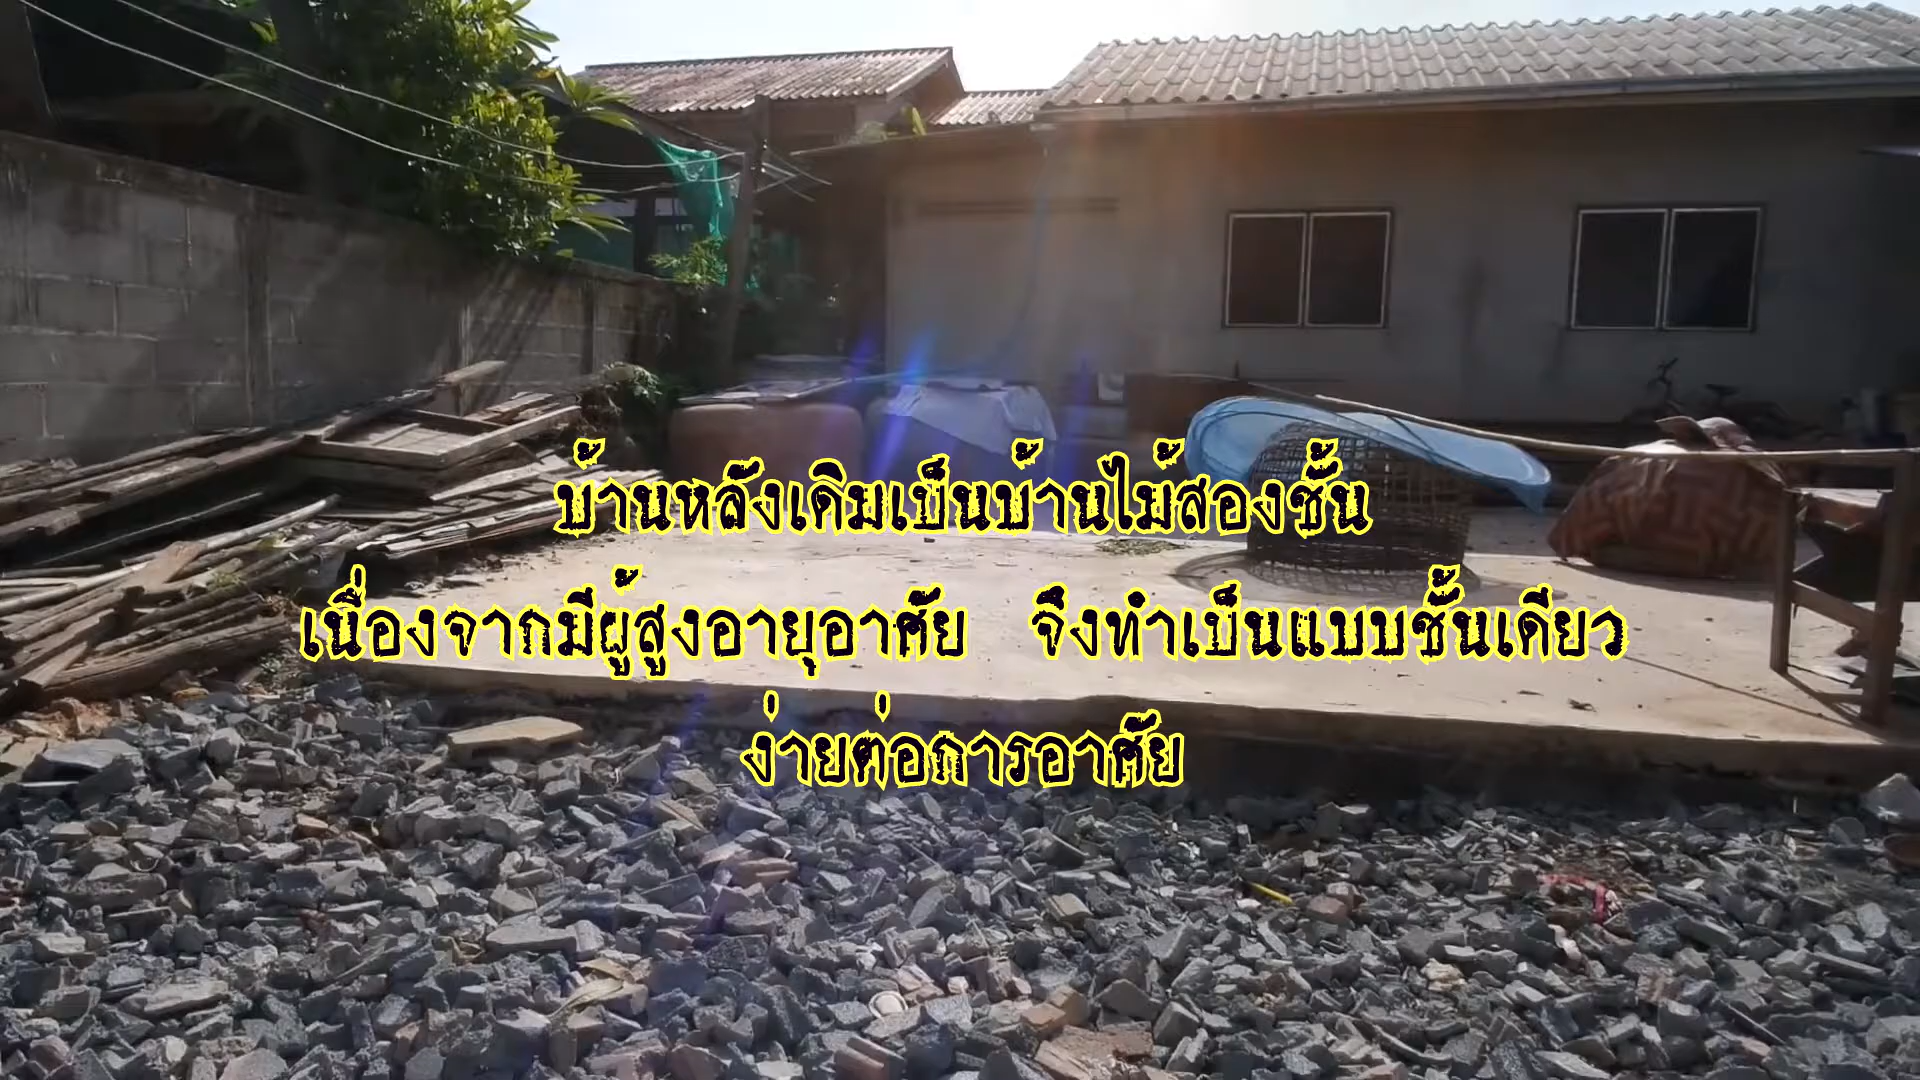 บ้านหลังเดิมเป็นบ้านไม้สองชั้น
เนื่องจากมีผู้สูงอายุอาศัย จึงทำเป็นแบบชั้นเดียว
ง่ายต่อการอาศัย